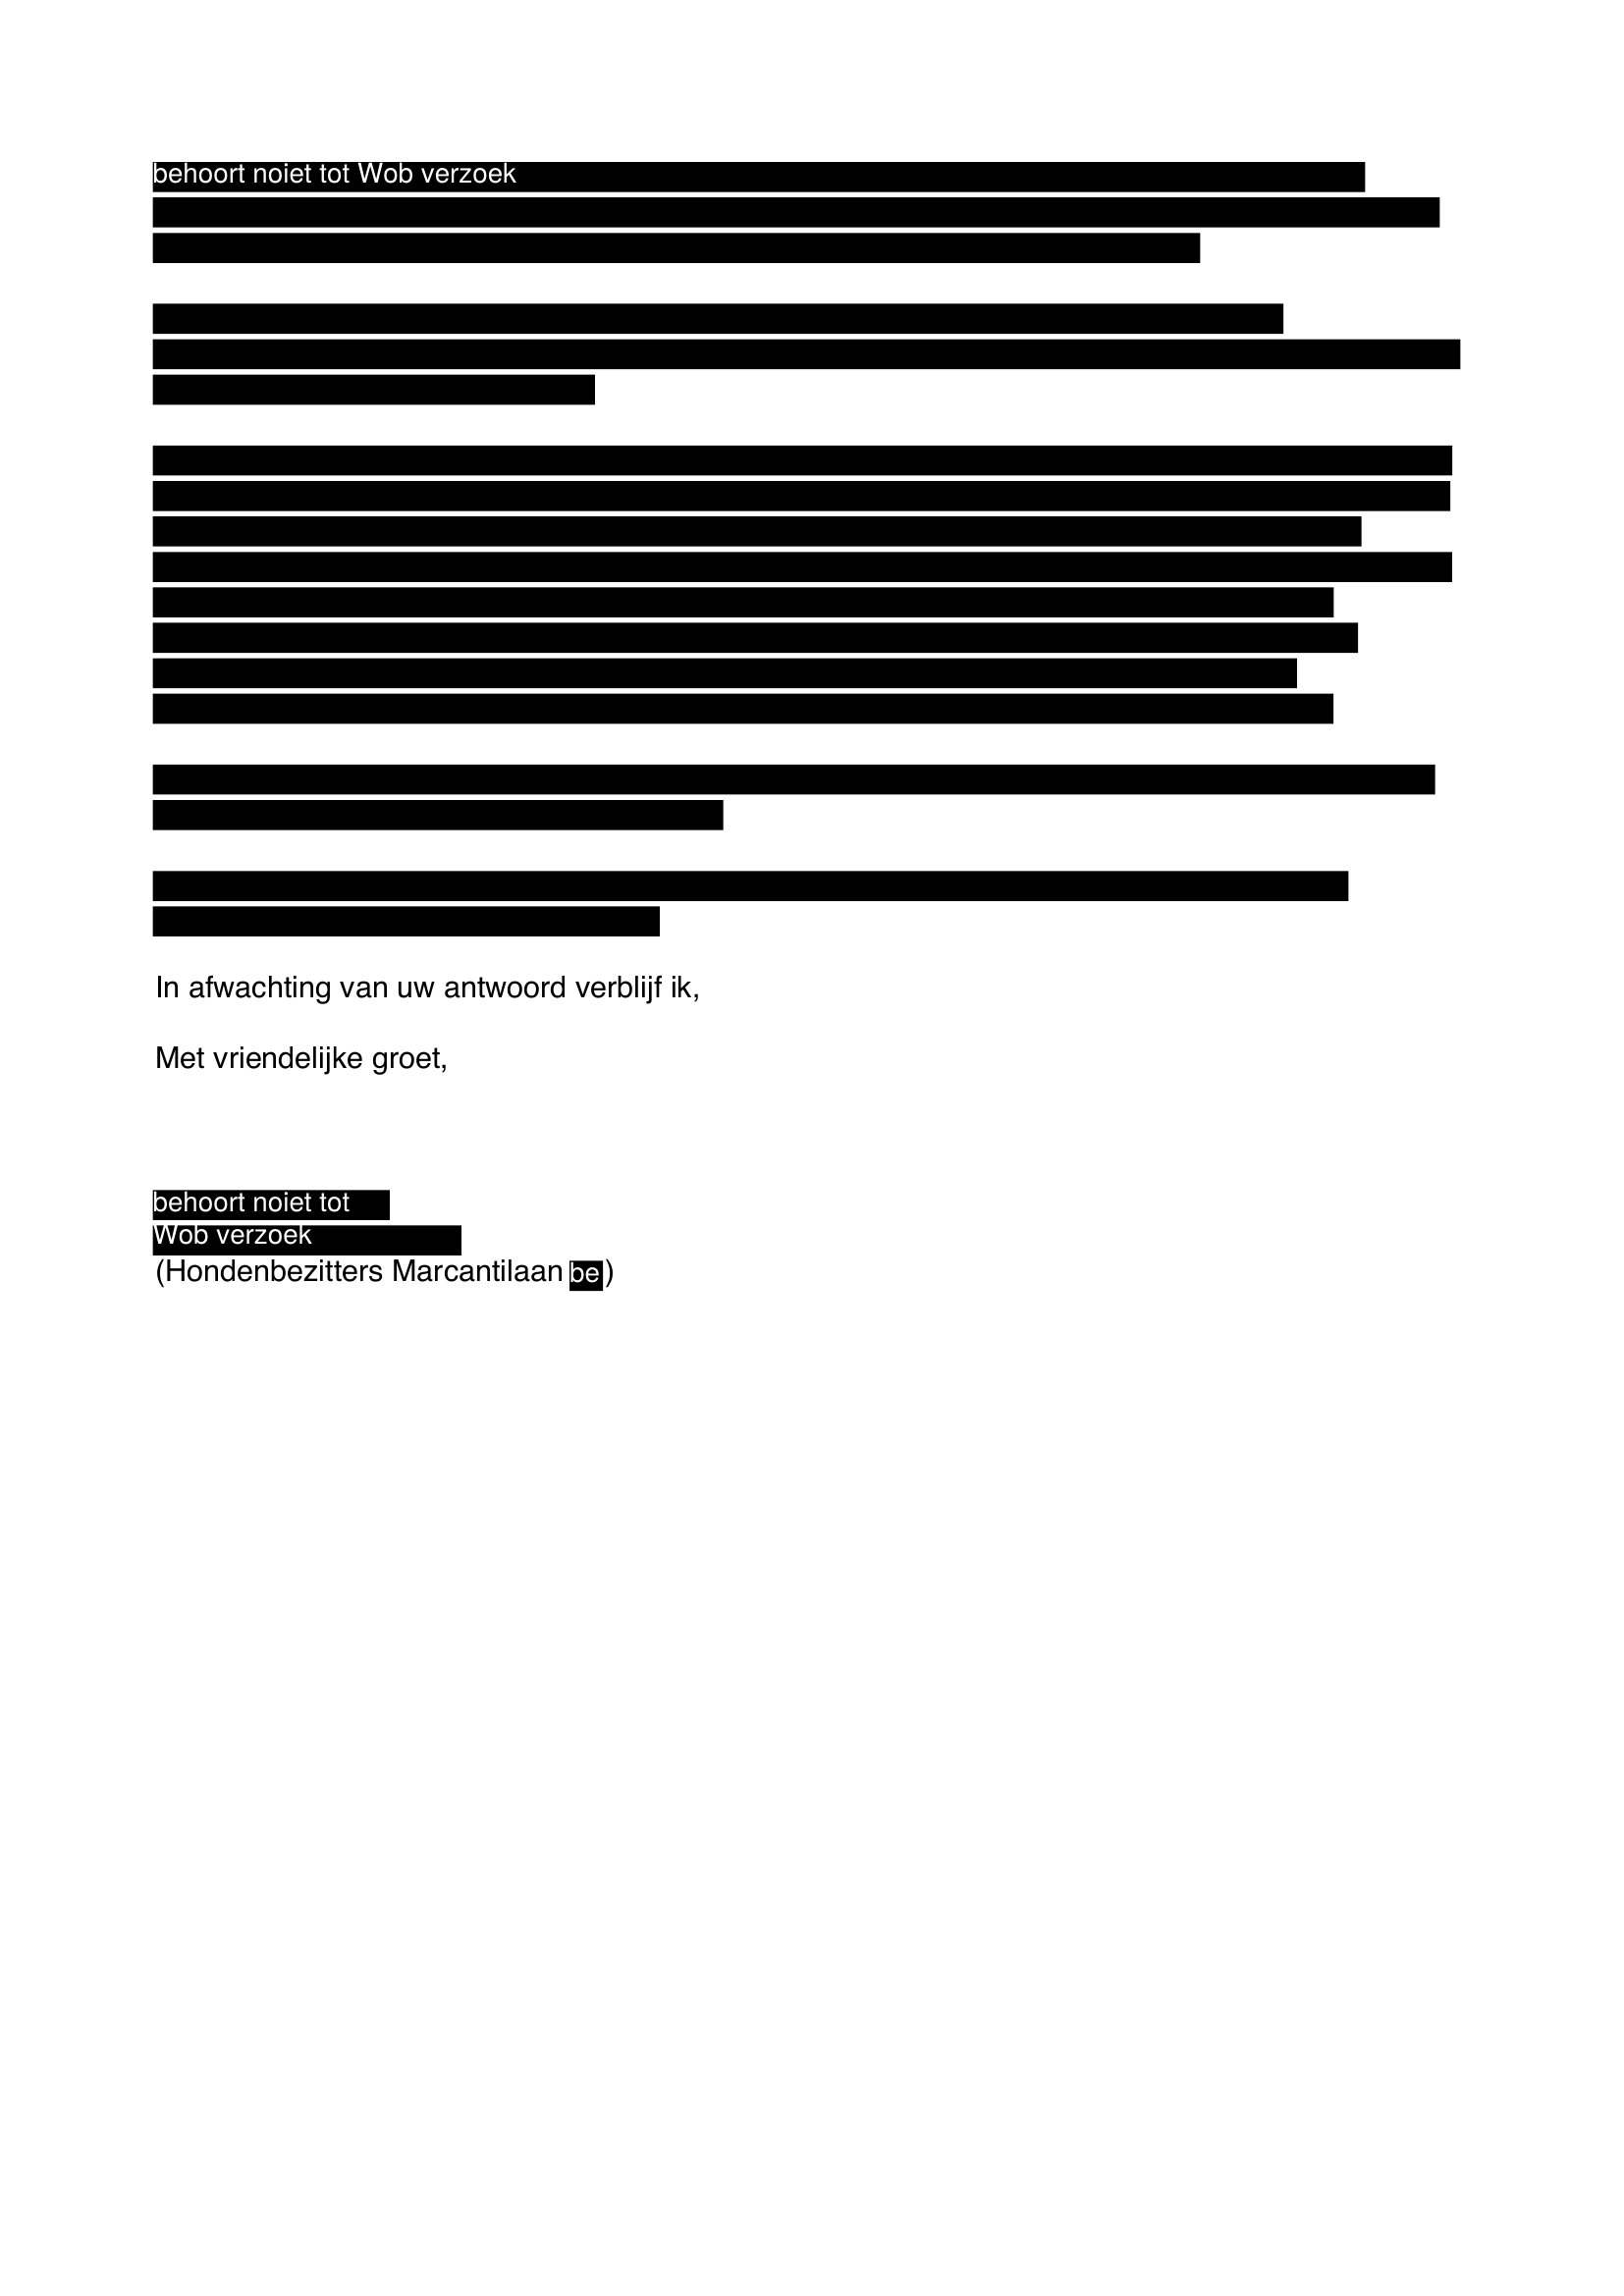 behoort noiet tot Wob verzoek
In afwachting van uw antwoord verblijf ik,
Met vriendelijke groet,
behoort noiet tot
Wob verzoek
(Hondenbezitters Marcantilaan be)